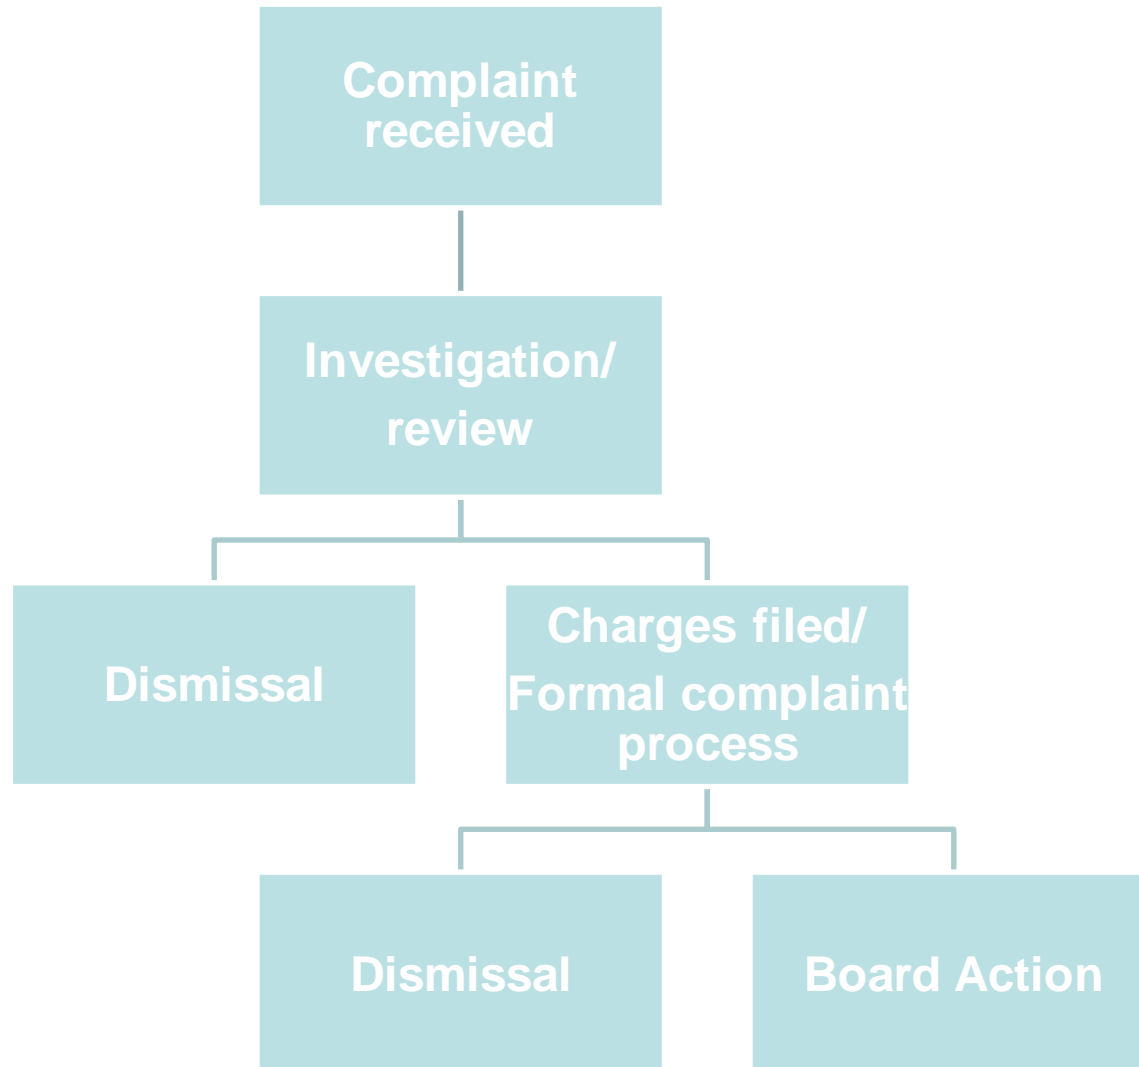 Complaint
received
Investigation/
review
Dismissal
Charges filed/
Formal complaint
process
Dismissal
Board Action